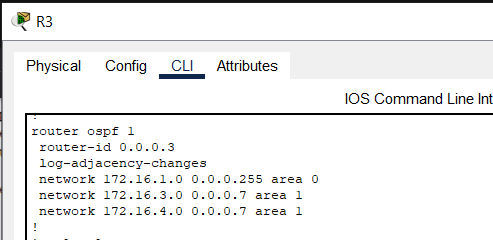 R3
Physical Config CLI Attributes
IOS Command Line Int
!
router ospf 1
router-id 0.0.0.3
log-adjacency-changes
network 172.16.1.0 0.0.0.255 area 0
network 172.16.3.0 0.0.0.7 area 1
network 172.16.4.0 0.0.0.7 area 1
!